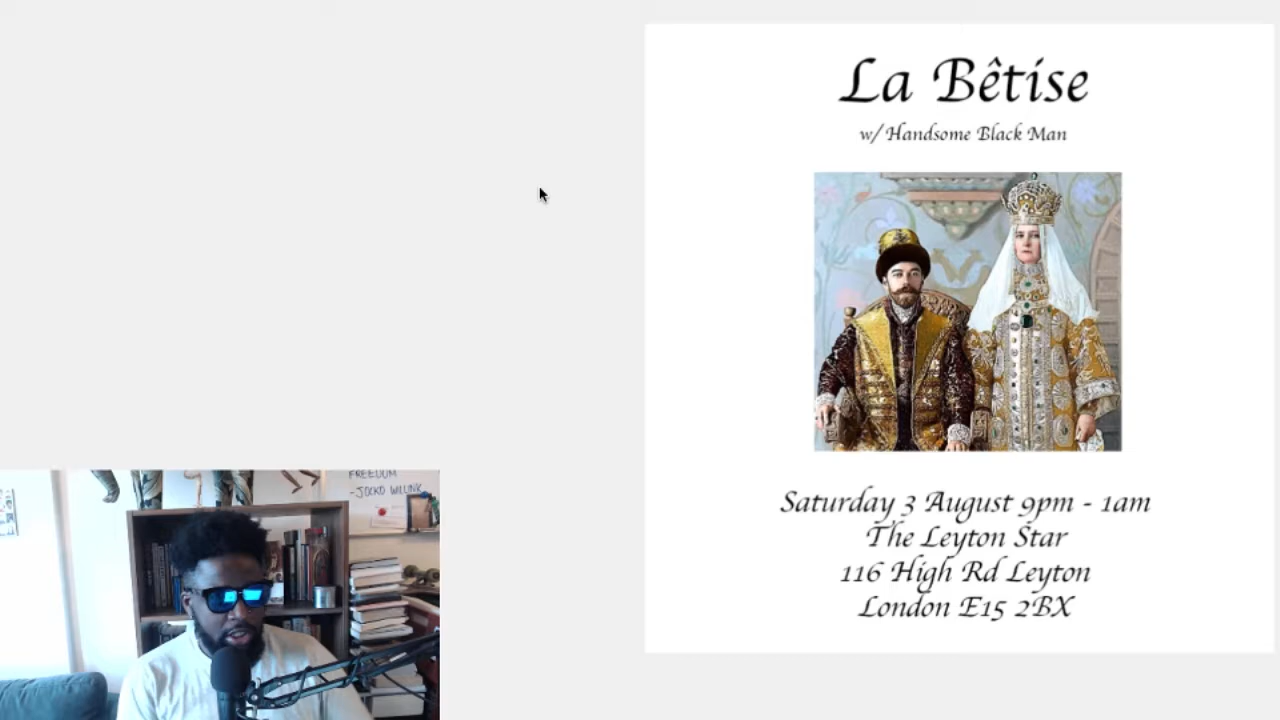 La Bêtise
w/ Handsome Black Man
Saturday 3 August 9pm - 1am
The Leyton Star
116 High Rd Leyton
London E15 2BX
FREEDOM
-JOCKO WILLINK